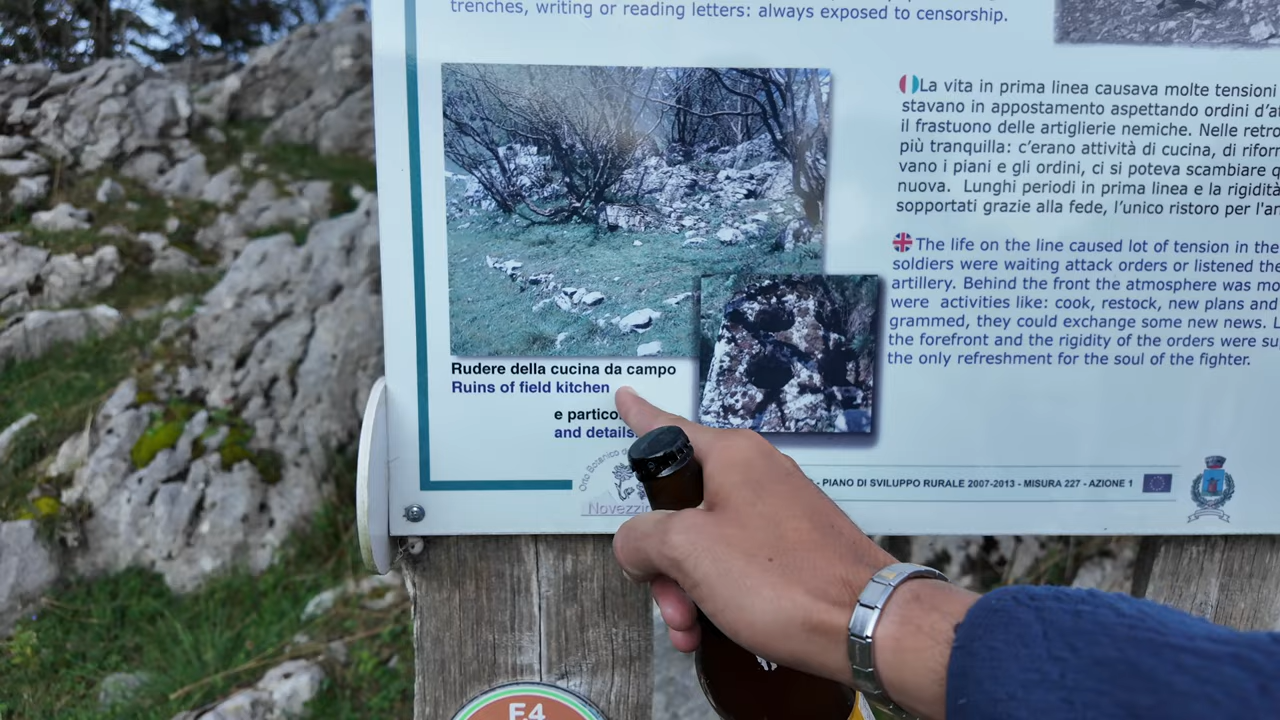 trenches, writing or reading letters: always exposed to censorship.
La vita in prima linea causava molte tensioni
stavano in appostamento aspettando ordini d'at
il frastuono delle artiglierie nemiche. Nelle retro
più tranquilla: c'erano attività di cucina, di rifor
vano i piani e gli ordini, ci si poteva scambiare q
nuova. Lunghi periodi in prima linea e la rigidità
sopportati grazie alla fede, l'unico ristoro per l'an
The life on the line caused lot of tension in the
soldiers were waiting attack orders or listened the
artillery. Behind the front the atmosphere was mo
were activities like: cook, restock, new plans and
grammed, they could exchange some new news. L
the forefront and the rigidity of the orders were su
the only refreshment for the soul of the fighter.
Rudere della cucina da campo
Ruins of field kitchen
e partico
and details
Orto Botanico d
Novezzin
- PIANO DI SVILUPPO RURALE 2007-2013 - MISURA 227 - AZIONE 1
F.4